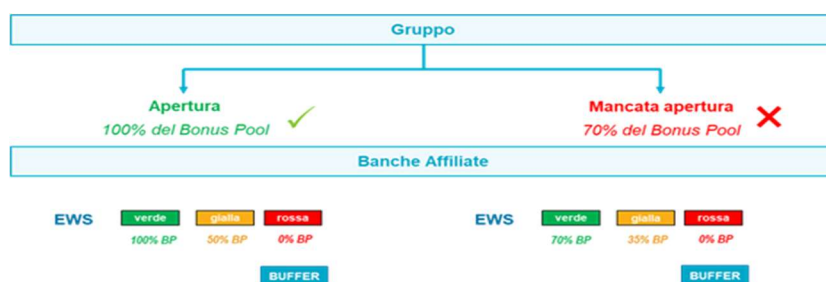 Gruppo
Apertura
100% del Bonus Pool
Mancata apertura
70% del Bonus Pool
Banche Affiliate
EWS verde gialla rossa
100% BP 50% BP 0% BP
BUFFER
EWS verde gialla rossa
70% BP 35% BP 0% BP
BUFFER